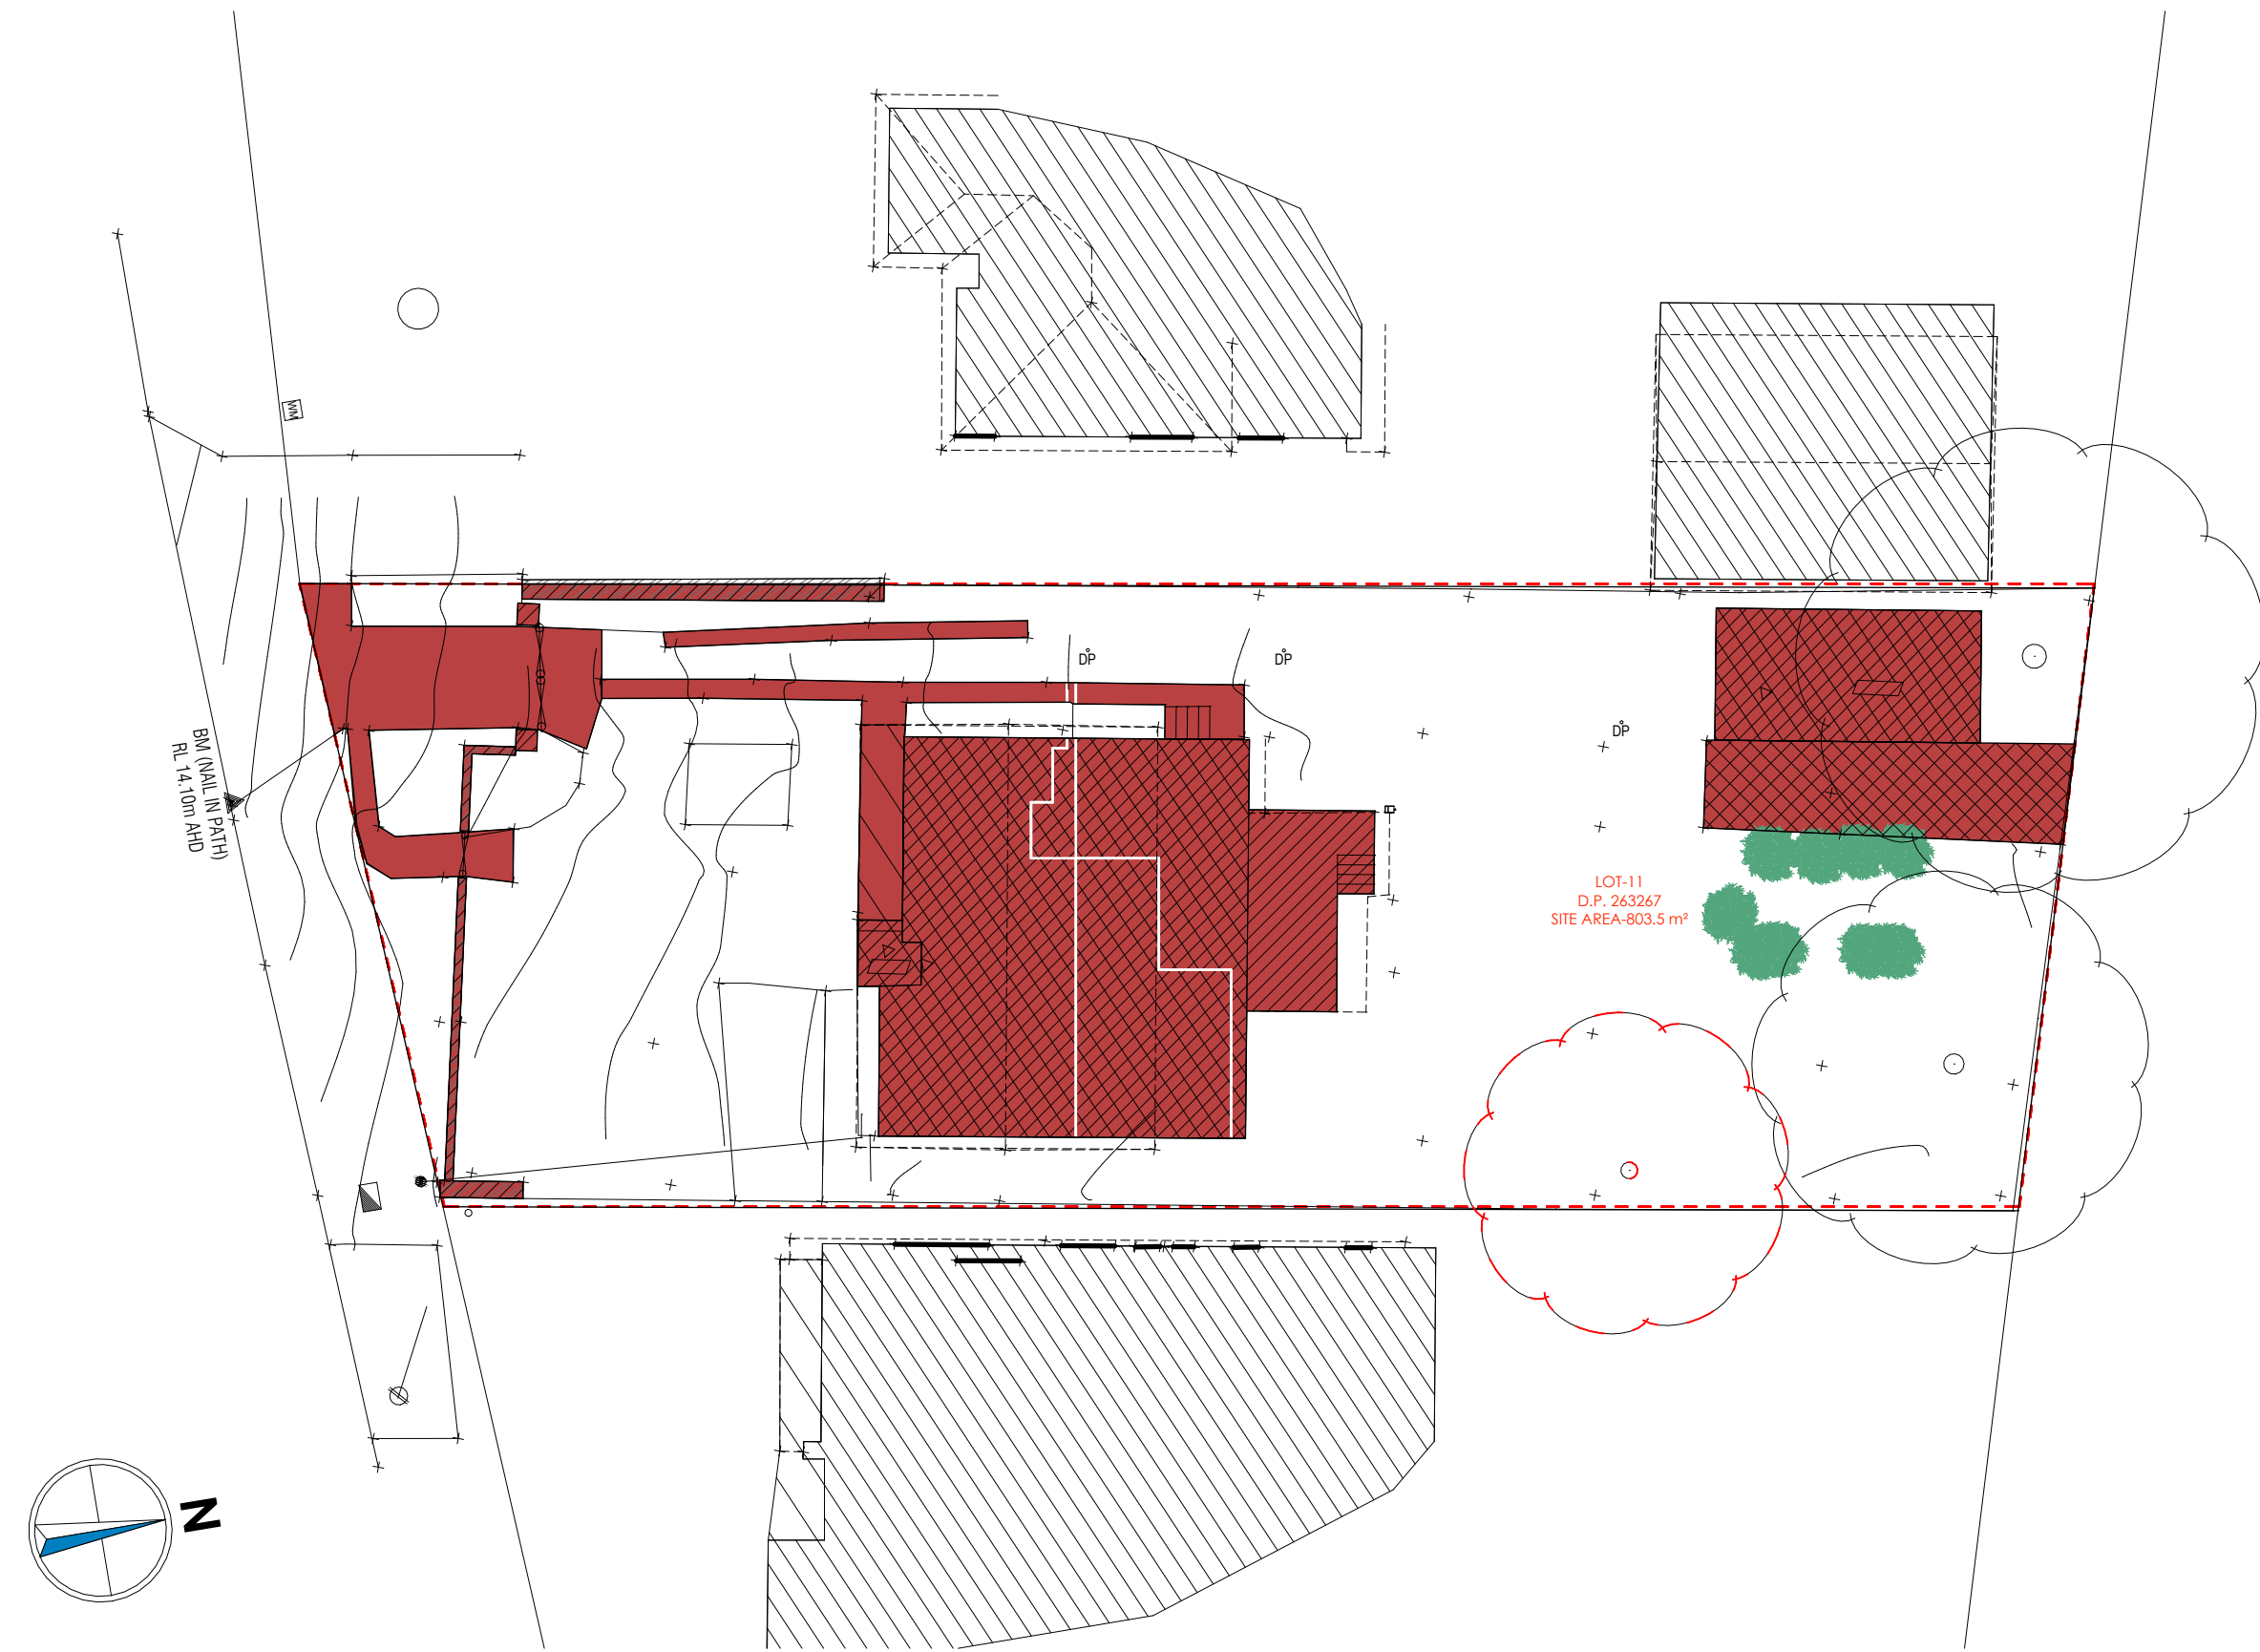 WM
DP
DP
DP
BM (NAIL IN PATH)
RL 14.10m AHD
LOT-11
D.P. 263267
SITE AREA-803.5 m²
N